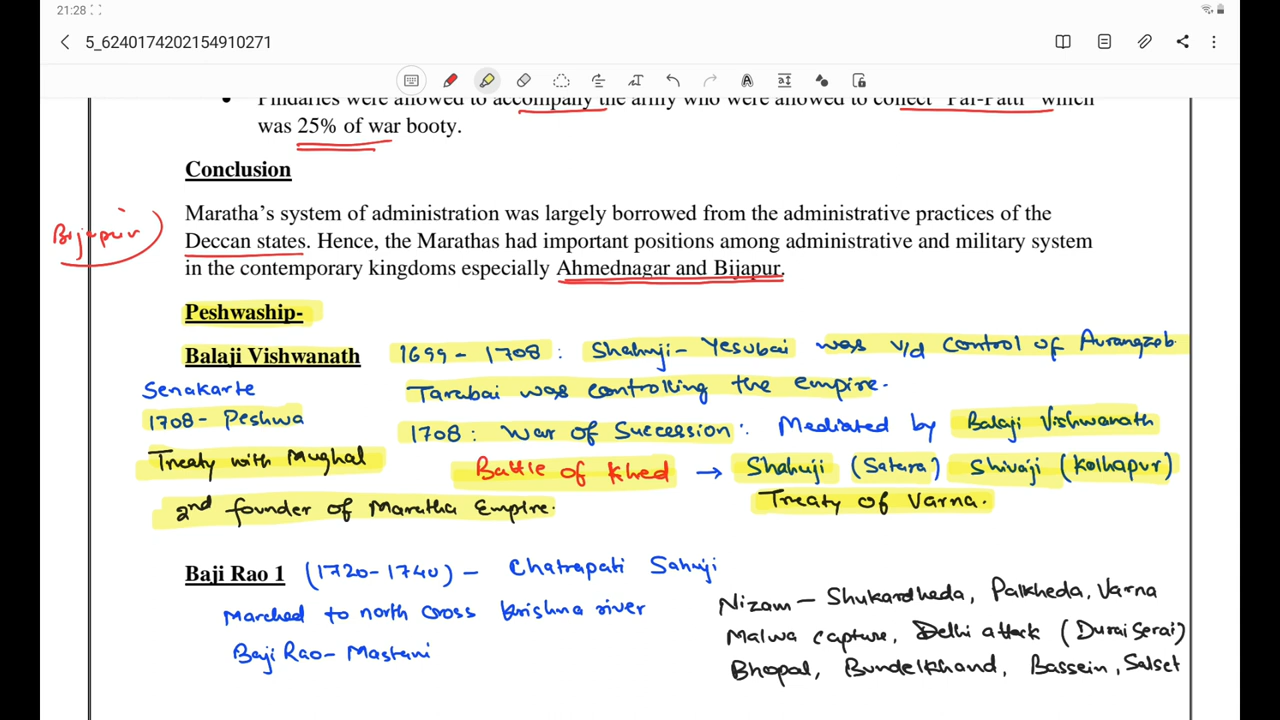 21:28
5_6240174202154910271
Pindaries were allowed to accompany the army who were allowed to collect "Pal-Patti" which
was 25% of war booty.
Conclusion
Maratha's system of administration was largely borrowed from the administrative practices of the
Bijapur
Deccan states. Hence, the Marathas had important positions among administrative and military system
in the contemporary kingdoms especially Ahmednagar and Bijapur.
Peshwaship-
Balaji Vishwanath 1699-1708: Shahuji-Yesubai was u/d control of Aurangzeb
Senakarte Tarabai was controlling the empire.
1708- Peshwa 1708: War of Succession: Mediated by Balaji Vishwanath
Treaty with Mughal Battle of Khed → Shahuji (Satara) Shivaji (Kolhapur)
2nd founder of Maratha Empire. Treaty of Varna.
Baji Rao 1 (1720-1740) - Chatrapati Sahuji
Marched to north cross Krishna river
Baji Rao- Mastani
Nizam- Shukardheda, Palkheda, Varna
Malwa capture, Delhi attack (Durai Serai)
Bhopal, Bundelkhand, Bassein, Salset